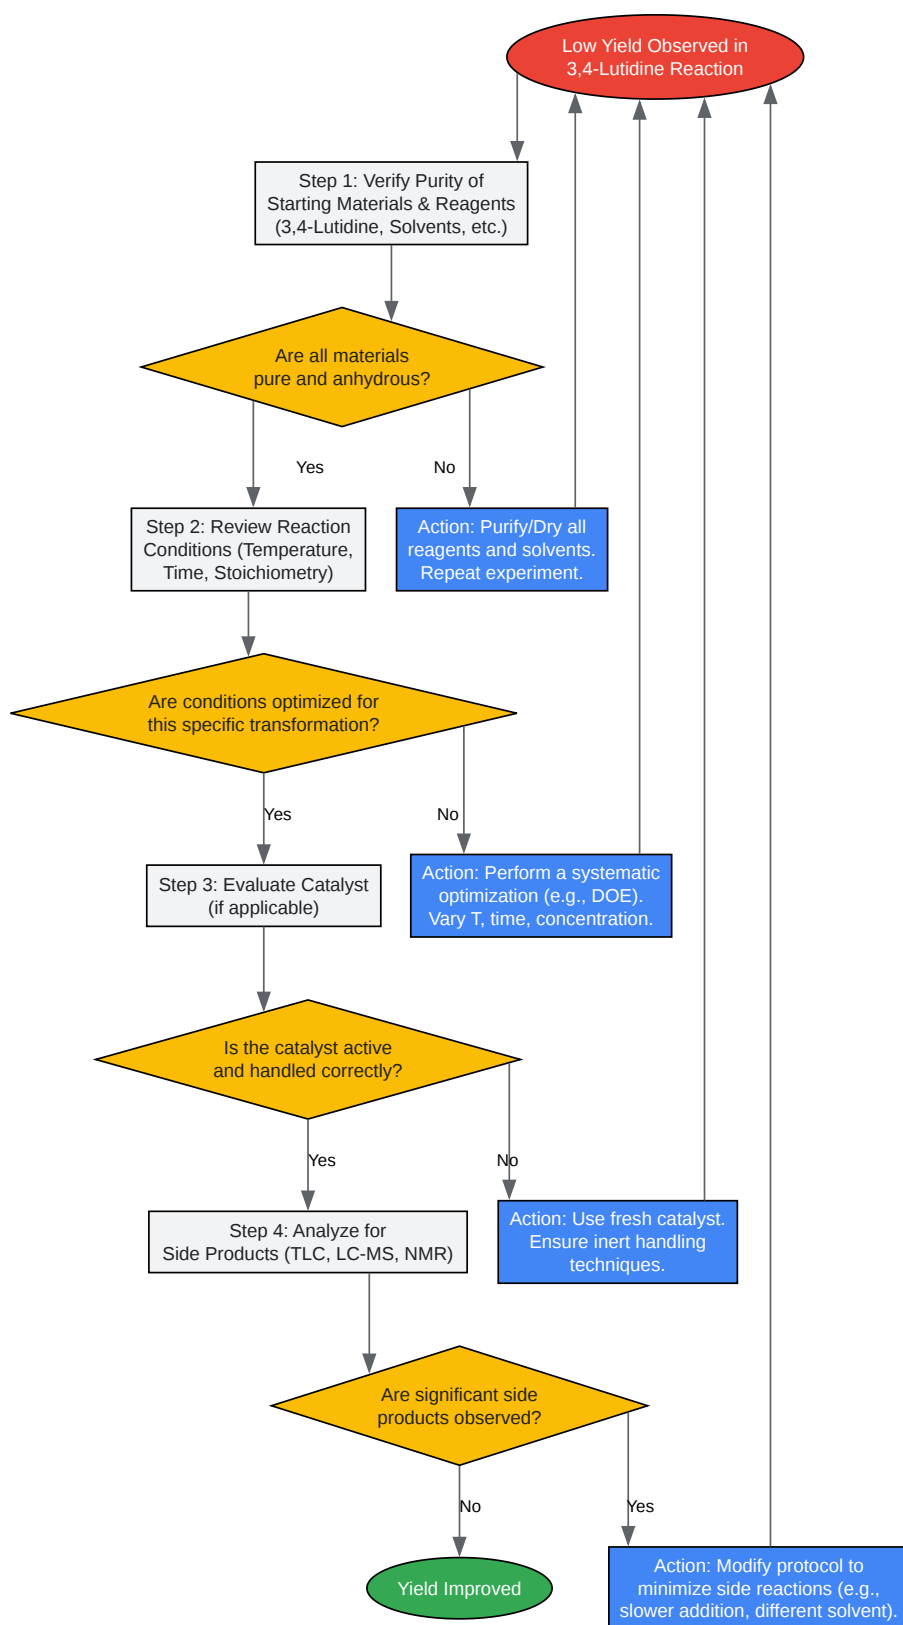 Low Yield Observed in
3,4-Lutidine Reaction
Step 1: Verify Purity of
Starting Materials & Reagents
(3,4-Lutidine, Solvents, etc.)
Are all materials
pure and anhydrous?
Yes
No
Step 2: Review Reaction
Conditions (Temperature,
Time, Stoichiometry)
Action: Purify/Dry all
reagents and solvents.
Repeat experiment.
Are conditions optimized for
this specific transformation?
Yes
No
Step 3: Evaluate Catalyst
(if applicable)
Action: Perform a systematic
optimization (e.g., DOE).
Vary T, time, concentration.
Is the catalyst active
and handled correctly?
Yes
No
Step 4: Analyze for
Side Products (TLC, LC-MS, NMR)
Action: Use fresh catalyst.
Ensure inert handling
techniques.
Are significant side
products observed?
No
Yes
Yield Improved
Action: Modify protocol to
minimize side reactions (e.g.,
slower addition, different solvent).